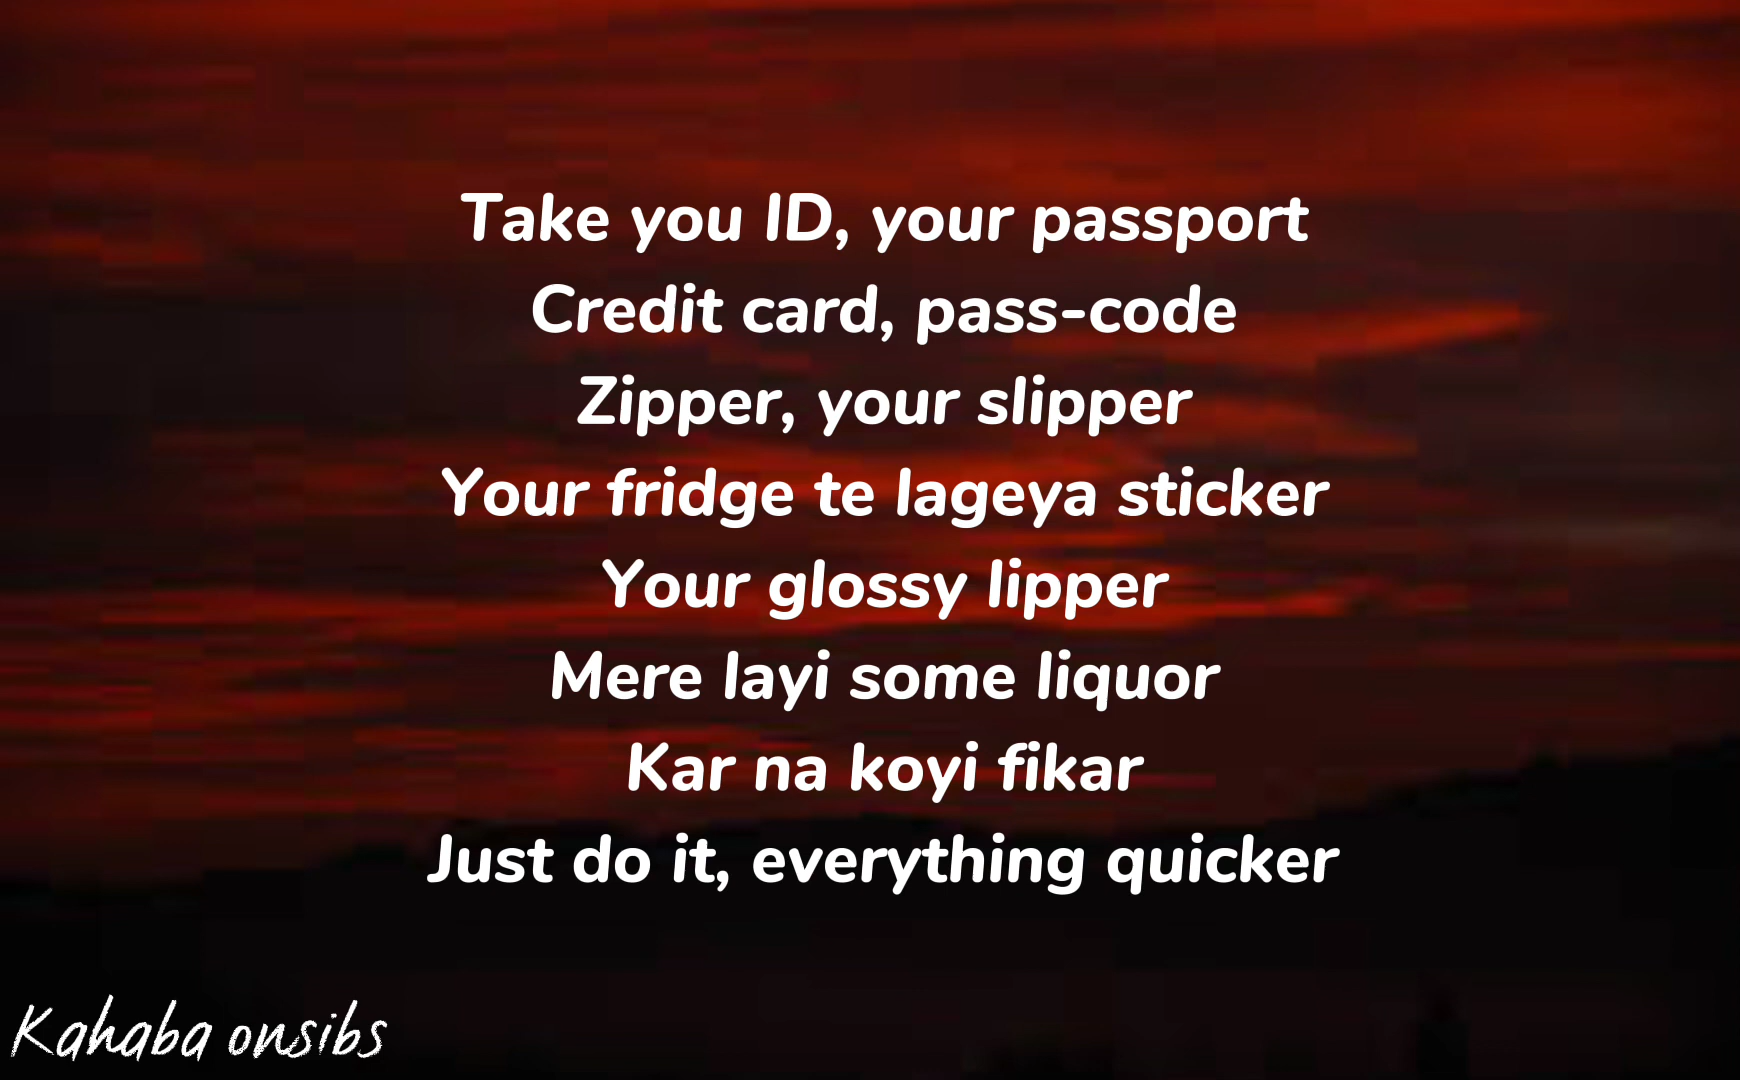 Take you ID, your passport
Credit card, pass-code
Zipper, your slipper
Your fridge te lageya sticker
Your glossy lipper
Mere layi some liquor
Kar na koyi fikar
Just do it, everything quicker
Kahaba onsibs